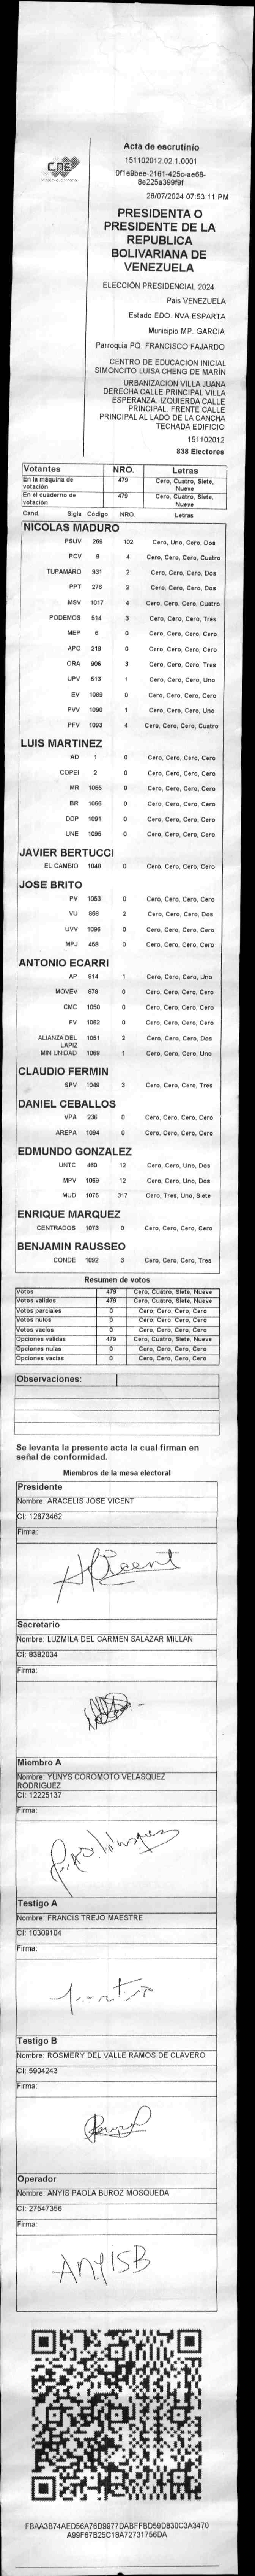 CNE
Acta de escrutinio
151102012.02.1.0001
0f1e9bee-2161-425c-ae68-
8e225a399f9f
28/07/2024 07:53:11 PM
PRESIDENTA O
PRESIDENTE DE LA
REPUBLICA
BOLIVARIANA DE
VENEZUELA
ELECCIÓN PRESIDENCIAL 2024
Pais VENEZUELA
Estado EDO. NVA.ESPARTA
Municipio MP. GARCIA
Parroquia PQ. FRANCISCO FAJARDO
CENTRO DE EDUCACION INICIAL
SIMONCITO LUISA CHENG DE MARÍN
URBANIZACION VILLA JUANA
DERECHA CALLE PRINCIPAL VILLA
ESPERANZA. IZQUIERDA CALLE
PRINCIPAL. FRENTE CALLE
PRINCIPAL AL LADO DE LA CANCHA
TECHADA EDIFICIO
151102012
838 Electores
Votantes NRO. Letras
En la máquina de votación 479 Cero, Cuatro, Siete, Nueve
En el cuaderno de votación 479 Cero, Cuatro, Siete, Nueve
Cand. Sigla Código NRO. Letras
NICOLAS MADURO
PSUV 269 102 Cero, Uno, Cero, Dos
PCV 9 4 Cero, Cero, Cero, Cuatro
TUPAMARO 931 2 Cero, Cero, Cero, Dos
PPT 276 2 Cero, Cero, Cero, Dos
MSV 1017 4 Cero, Cero, Cero, Cuatro
PODEMOS 514 3 Cero, Cero, Cero, Tres
MEP 6 0 Cero, Cero, Cero, Cero
APC 219 0 Cero, Cero, Cero, Cero
ORA 906 3 Cero, Cero, Cero, Tres
UPV 513 1 Cero, Cero, Cero, Uno
EV 1089 0 Cero, Cero, Cero, Cero
PVV 1090 1 Cero, Cero, Cero, Uno
PFV 1093 4 Cero, Cero, Cero, Cuatro
LUIS MARTINEZ
AD 1 0 Cero, Cero, Cero, Cero
COPEI 2 0 Cero, Cero, Cero, Cero
MR 1065 0 Cero, Cero, Cero, Cero
BR 1066 0 Cero, Cero, Cero, Cero
DDP 1091 0 Cero, Cero, Cero, Cero
UNE 1095 0 Cero, Cero, Cero, Cero
JAVIER BERTUCCI
EL CAMBIO 1048 0 Cero, Cero, Cero, Cero
JOSE BRITO
PV 1053 0 Cero, Cero, Cero, Cero
VU 868 2 Cero, Cero, Cero, Dos
UVV 1096 0 Cero, Cero, Cero, Cero
MPJ 458 0 Cero, Cero, Cero, Cero
ANTONIO ECARRI
AP 814 1 Cero, Cero, Cero, Uno
MOVEV 878 0 Cero, Cero, Cero, Cero
CMC 1050 0 Cero, Cero, Cero, Cero
FV 1062 0 Cero, Cero, Cero, Cero
ALIANZA DEL LAPIZ 1051 2 Cero, Cero, Cero, Dos
MIN UNIDAD 1068 1 Cero, Cero, Cero, Uno
CLAUDIO FERMIN
SPV 1049 3 Cero, Cero, Cero, Tres
DANIEL CEBALLOS
VPA 236 0 Cero, Cero, Cero, Cero
AREPA 1094 0 Cero, Cero, Cero, Cero
EDMUNDO GONZALEZ
UNTC 460 12 Cero, Cero, Uno, Dos
MPV 1069 12 Cero, Cero, Uno, Dos
MUD 1075 317 Cero, Tres, Uno, Siete
ENRIQUE MARQUEZ
CENTRADOS 1073 0 Cero, Cero, Cero, Cero
BENJAMIN RAUSSEO
CONDE 1092 3 Cero, Cero, Cero, Tres
Resumen de votos
Votos 479 Cero, Cuatro, Siete, Nueve
Votos validos 479 Cero, Cuatro, Siete, Nueve
Votos parciales 0 Cero, Cero, Cero, Cero
Votos nulos 0 Cero, Cero, Cero, Cero
Votos vacios 0 Cero, Cero, Cero, Cero
Opciones validas 479 Cero, Cuatro, Siete, Nueve
Opciones nulas 0 Cero, Cero, Cero, Cero
Opciones vacias 0 Cero, Cero, Cero, Cero
Observaciones:
Se levanta la presente acta la cual firman en
señal de conformidad.
Miembros de la mesa electoral
Presidente
Nombre: ARACELIS JOSE VICENT
CI: 12673462
Firma:
Secretario
Nombre: LUZMILA DEL CARMEN SALAZAR MILLAN
CI: 8382034
Firma:
Miembro A
Nombre: YUNYS COROMOTO VELASQUEZ
RODRIGUEZ
CI: 12225137
Firma:
Testigo A
Nombre: FRANCIS TREJO MAESTRE
CI: 10309104
Firma:
Testigo B
Nombre: ROSMERY DEL VALLE RAMOS DE CLAVERO
CI: 5904243
Firma:
Operador
Nombre: ANYIS PAOLA BUROZ MOSQUEDA
CI: 27547356
Firma:
ANYISB
FBAA3B74AED56A76D9977DABFFBD59D830C3A3470
A99F67B25C18A72731756DA